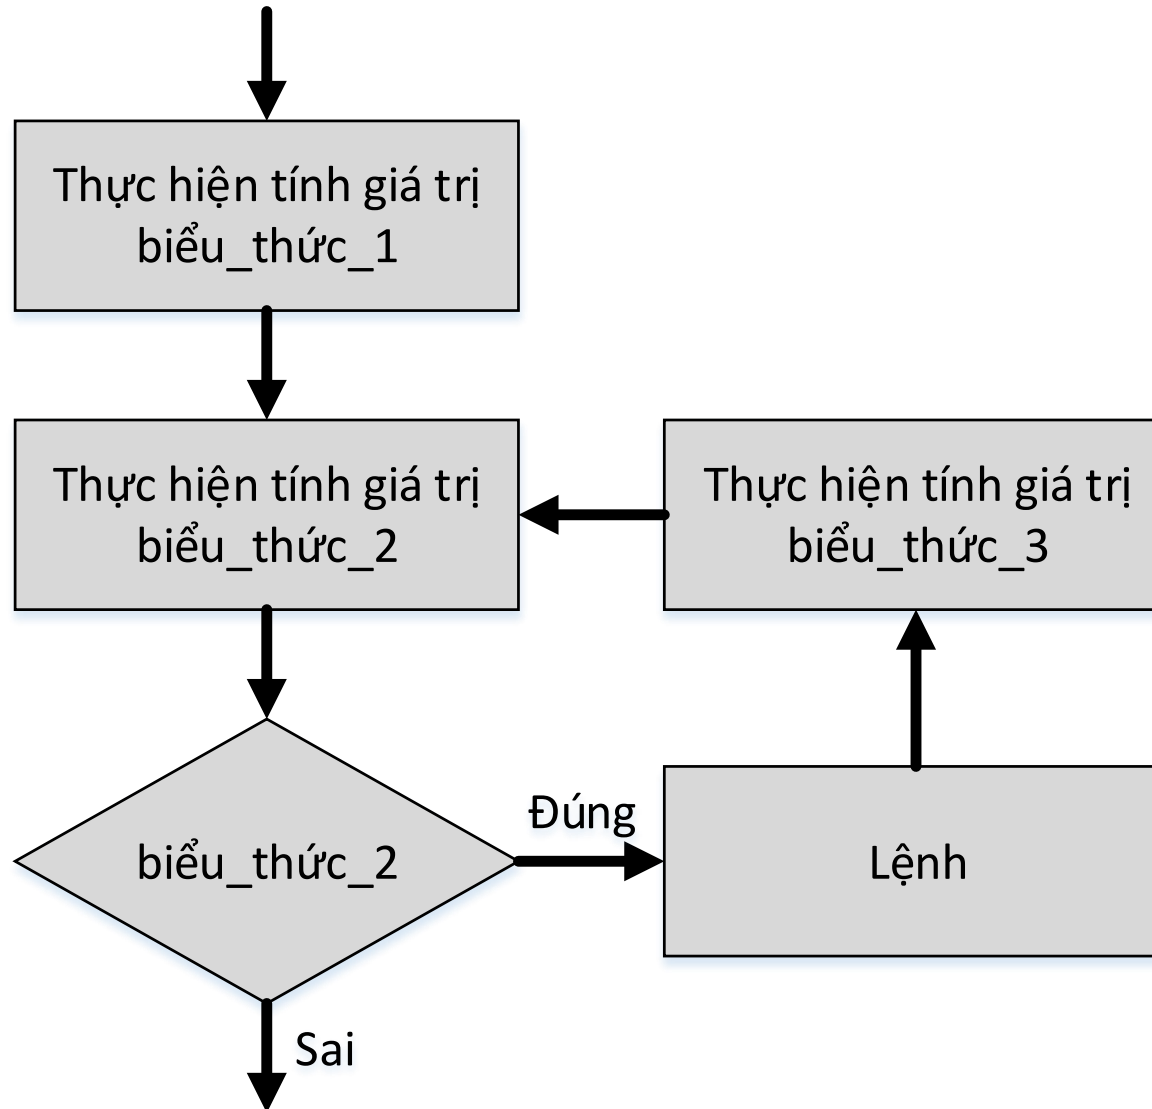 Thực hiện tính giá trị
biểu_thức_1
Thực hiện tính giá trị
biểu_thức_2
Thực hiện tính giá trị
biểu_thức_3
biểu_thức_2
Đúng
Lệnh
Sai